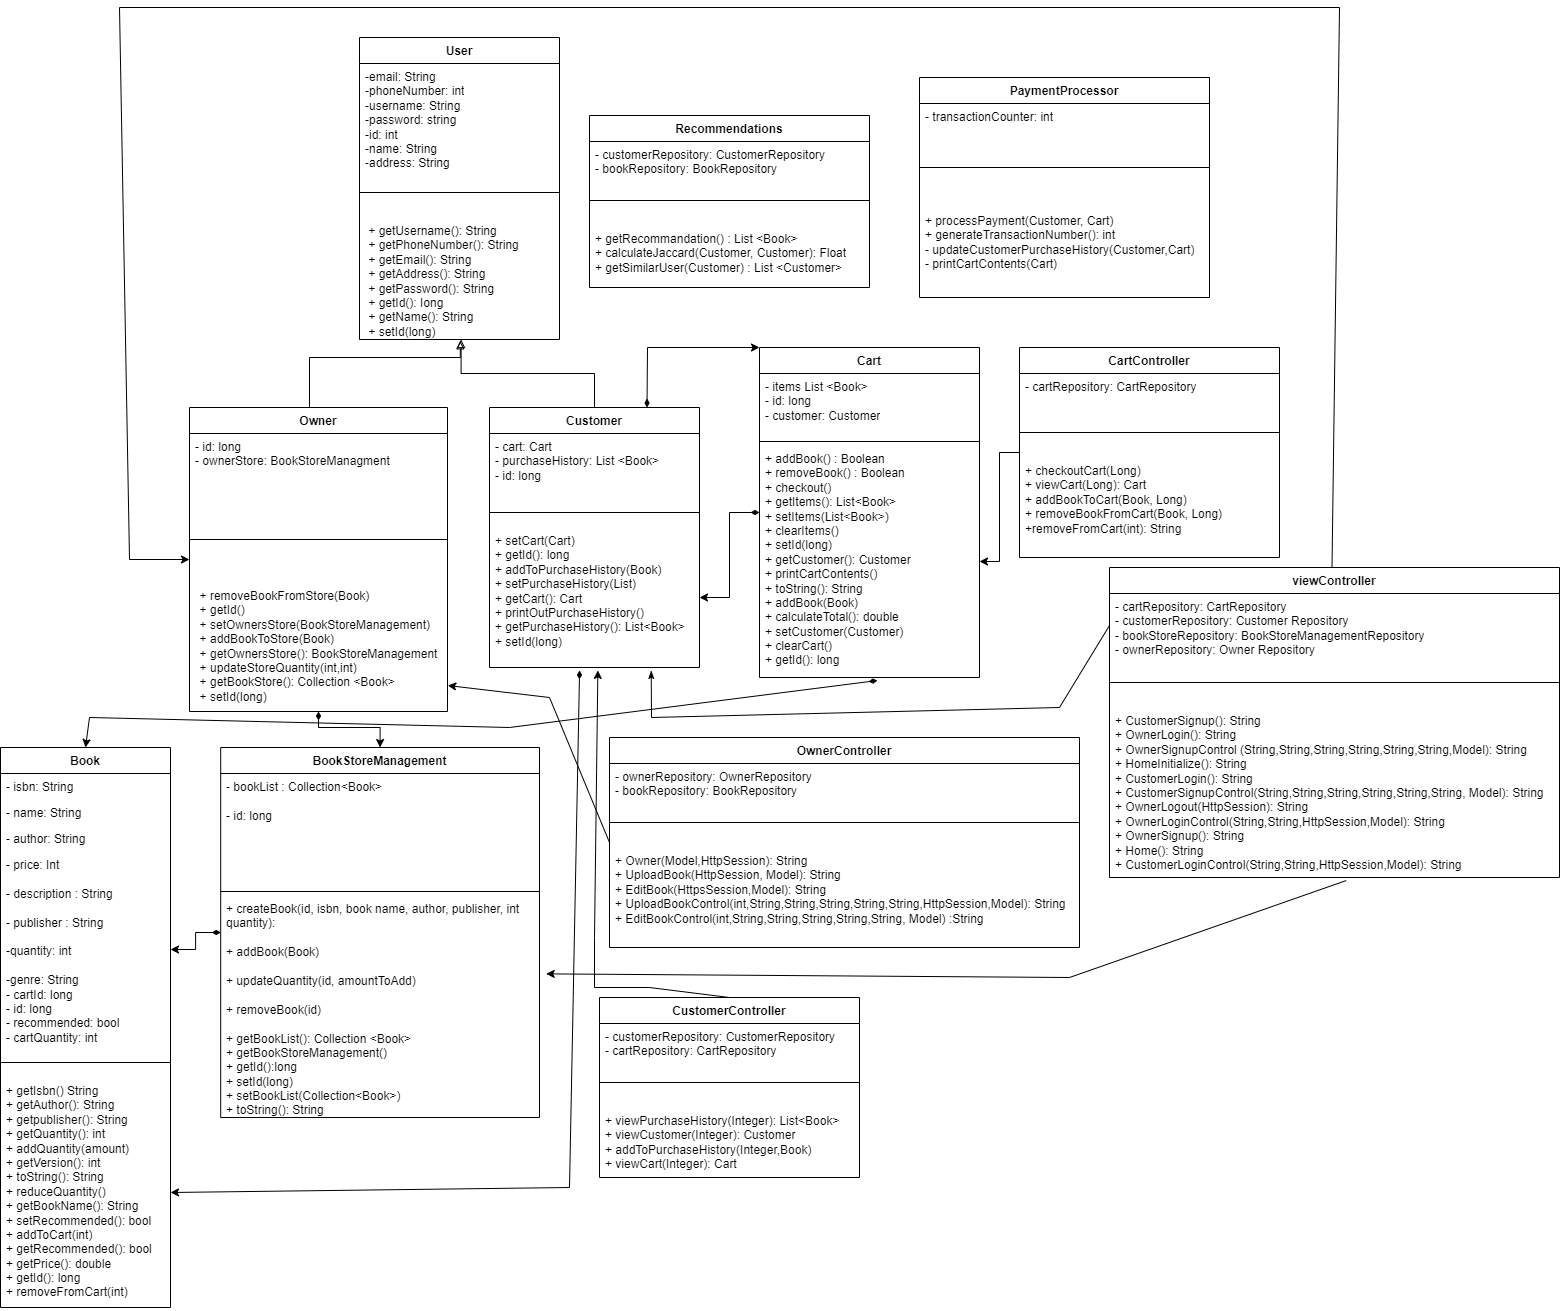 User
-email: String
-phoneNumber: int
-username: String
-password: string
-id: int
-name: String
-address: String
+ getUsername(): String
+ getPhoneNumber(): String
+ getEmail(): String
+ getAddress(): String
+ getPassword(): String
+ getId(): long
+ getName(): String
+ setId(long)
Recommendations
- customerRepository: CustomerRepository
- bookRepository: BookRepository
+ getRecommandation() : List <Book>
+ calculateJaccard(Customer, Customer): Float
+ getSimilarUser(Customer) : List <Customer>
PaymentProcessor
- transactionCounter: int
+ processPayment(Customer, Cart)
+ generateTransactionNumber(): int
- updateCustomerPurchaseHistory(Customer,Cart)
- printCartContents(Cart)
Owner
- id: long
- ownerStore: BookStoreManagment
+ removeBookFromStore(Book)
+ getId()
+ setOwnersStore(BookStoreManagement)
+ addBookToStore(Book)
+ getOwnersStore(): BookStoreManagement
+ updateStoreQuantity(int,int)
+ getBookStore(): Collection <Book>
+ setId(long)
Customer
- cart: Cart
- purchaseHistory: List <Book>
- id: long
+ setCart(Cart)
+ getId(): long
+ addToPurchaseHistory(Book)
+ setPurchaseHistory(List)
+ getCart(): Cart
+ printOutPurchaseHistory()
+ getPurchaseHistory(): List<Book>
+ setId(long)
Cart
- items List <Book>
- id: long
- customer: Customer
+ addBook() : Boolean
+ removeBook() : Boolean
+ checkout()
+ getItems(): List<Book>
+ setItems(List<Book>)
+ clearItems()
+ setId(long)
+ getCustomer(): Customer
+ printCartContents()
+ toString(): String
+ addBook(Book)
+ calculateTotal(): double
+ setCustomer(Customer)
+ clearCart()
+ getId(): long
CartController
- cartRepository: CartRepository
+ checkoutCart(Long)
+ viewCart(Long): Cart
+ addBookToCart(Book, Long)
+ removeBookFromCart(Book, Long)
+removeFromCart(int): String
viewController
- cartRepository: CartRepository
- customerRepository: Customer Repository
- bookStoreRepository: BookStoreManagementRepository
- ownerRepository: Owner Repository
+ CustomerSignup(): String
+ OwnerLogin(): String
+ OwnerSignupControl (String,String,String,String,String,String,Model): String
+ HomeInitialize(): String
+ CustomerLogin(): String
+ CustomerSignupControl(String,String,String,String,String,String, Model): String
+ OwnerLogout(HttpSession): String
+ OwnerLoginControl(String,String,HttpSession,Model): String
+ OwnerSignup(): String
+ Home(): String
+ CustomerLoginControl(String,String,HttpSession,Model): String
Book
- isbn: String
- name: String
- author: String
- price: Int
- description : String
- publisher : String
-quantity: int
-genre: String
- cartId: long
- id: long
- recommended: bool
- cartQuantity: int
+ getIsbn() String
+ getAuthor(): String
+ getpublisher(): String
+ getQuantity(): int
+ addQuantity(amount)
+ getVersion(): int
+ toString(): String
+ reduceQuantity()
+ getBookName(): String
+ setRecommended(): bool
+ addToCart(int)
+ getRecommended(): bool
+ getPrice(): double
+ getId(): long
+ removeFromCart(int)
BookStoreManagement
- bookList : Collection<Book>
- id: long
+ createBook(id, isbn, book name, author, publisher, int
quantity):
+ addBook(Book)
+ updateQuantity(id, amountToAdd)
+ removeBook(id)
+ getBookList(): Collection <Book>
+ getBookStoreManagement()
+ getId():long
+ setId(long)
+ setBookList(Collection<Book>)
+ toString(): String
OwnerController
- ownerRepository: OwnerRepository
- bookRepository: BookRepository
+ Owner(Model,HttpSession): String
+ UploadBook(HttpSession, Model): String
+ EditBook(HttpsSession,Model): String
+ UploadBookControl(int,String,String,String,String,String,HttpSession,Model): String
+ EditBookControl(int,String,String,String,String,String, Model) :String
CustomerController
- customerRepository: CustomerRepository
- cartRepository: CartRepository
+ viewPurchaseHistory(Integer): List<Book>
+ viewCustomer(Integer): Customer
+ addToPurchaseHistory(Integer,Book)
+ viewCart(Integer): Cart